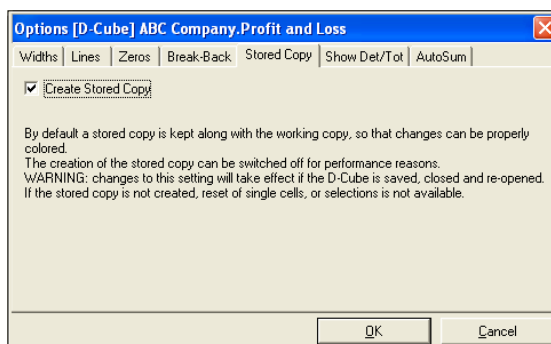 Options [D-Cube] ABC Company.Profit and Loss
Widths Lines Zeros Break-Back Stored Copy Show Det/Tot AutoSum
Create Stored Copy
By default a stored copy is kept along with the working copy, so that changes can be properly
colored.
The creation of the stored copy can be switched off for performance reasons.
WARNING: changes to this setting will take effect if the D-Cube is saved, closed and re-opened.
If the stored copy is not created, reset of single cells, or selections is not available.
OK Cancel